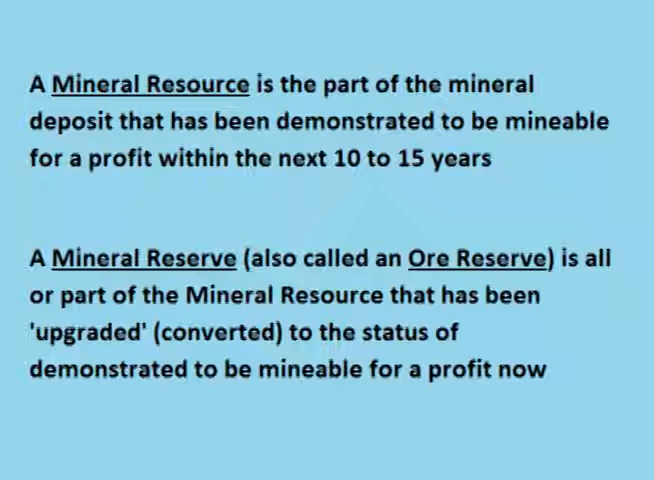 A Mineral Resource is the part of the mineral
deposit that has been demonstrated to be mineable
for a profit within the next 10 to 15 years
A Mineral Reserve (also called an Ore Reserve) is all
or part of the Mineral Resource that has been
'upgraded' (converted) to the status of
demonstrated to be mineable for a profit now